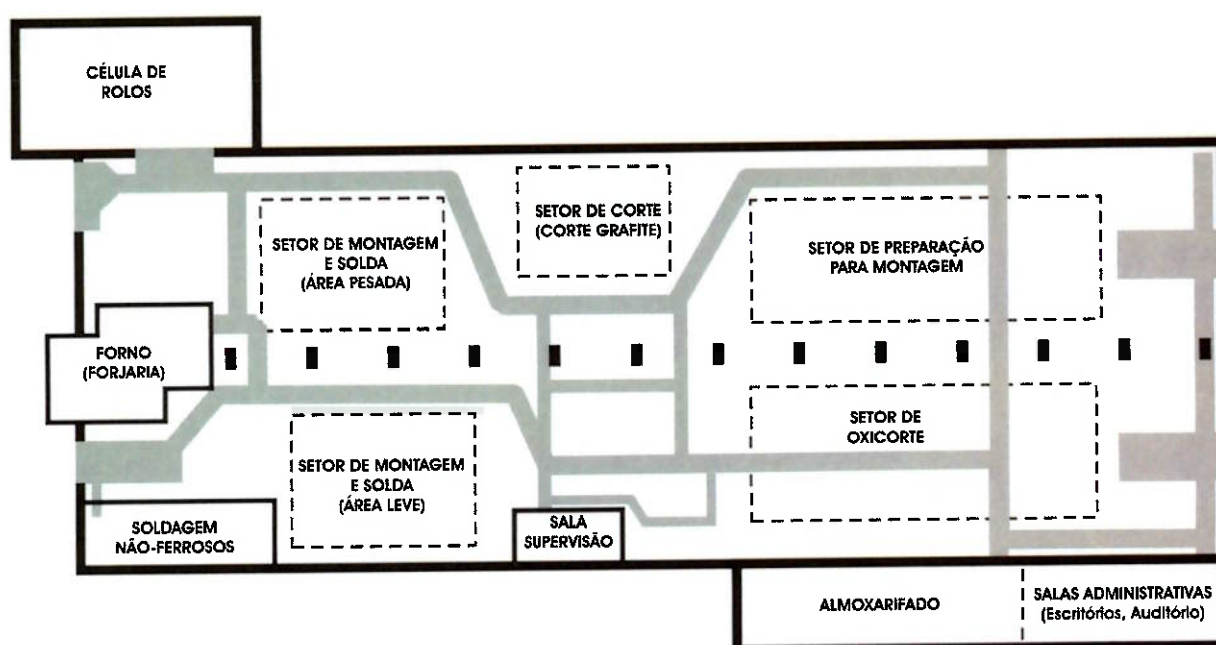 CÉLULA DE
ROLOS
SETOR DE CORTE
(CORTE GRAFITE)
SETOR DE MONTAGEM
E SOLDA
(ÁREA PESADA)
SETOR DE PREPARAÇÃO
PARA MONTAGEM
FORNO
(FORJARIA)
SETOR DE
OXICORTE
SETOR DE MONTAGEM
E SOLDA
(ÁREA LEVE)
SOLDAGEM
NÃO-FERROSOS
SALA
SUPERVISÃO
ALMOXARIFADO
SALAS ADMINISTRATIVAS
(Escritórios, Auditório)